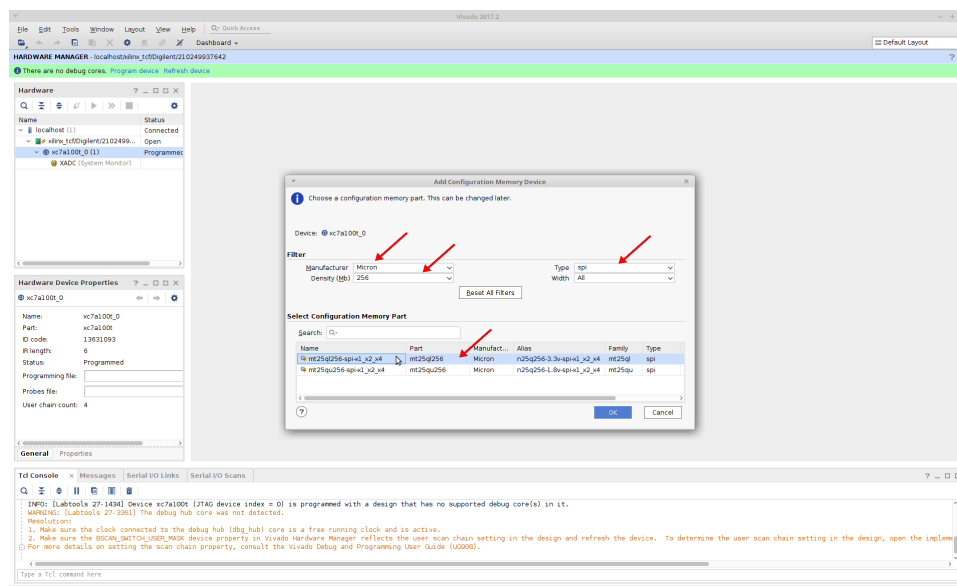 Vivado 2017.2
File Edit Tools Window Layout View Help Q- Quick Access
Dashboard
Default Layout
HARDWARE MANAGER - localhost/xilinx_tcf/Digilent/210249937642
There are no debug cores. Program device Refresh device
Hardware
Name Status
localhost (1) Connected
xilinx_tcf/Digilent/2102499... Open
xc7a100t_0 (1) Programmed
XADC (System Monitor)
Hardware Device Properties
xc7a100t_0
Name: xc7a100t_0
Part: xc7a100t
ID code: 13631093
IR length: 6
Status: Programmed
Programming file:
Probes file:
User chain count: 4
General Properties
Add Configuration Memory Device
Choose a configuration memory part. This can be changed later.
Device: xc7a100t_0
Filter
Manufacturer Micron Type spi
Density (Mb) 256 Width All
Reset All Filters
Select Configuration Memory Part
Search: Q-
Name Part Manufact... Alias Family Type
mt25ql256-spi-x1_x2_x4 mt25ql256 Micron n25q256-3.3v-spi-x1_x2_x4 mt25ql spi
mt25qu256-spi-x1_x2_x4 mt25qu256 Micron n25q256-1.8v-spi-x1_x2_x4 mt25qu spi
OK Cancel
Tcl Console Messages Serial I/O Links Serial I/O Scans
INFO: [Labtools 27-1434] Device xc7a100t (JTAG device index = 0) is programmed with a design that has no supported debug core(s) in it.
WARNING: [Labtools 27-3361] The debug hub core was not detected.
Resolution:
1. Make sure the clock connected to the debug hub (dbg_hub) core is a free running clock and is active.
2. Make sure the BSCAN_SWITCH_USER_MASK device property in Vivado Hardware Manager reflects the user scan chain setting in the design and refresh the device. To determine the user scan chain setting in the design, open the impleme
For more details on setting the scan chain property, consult the Vivado Debug and Programming User Guide (UG908).
Type a Tcl command here